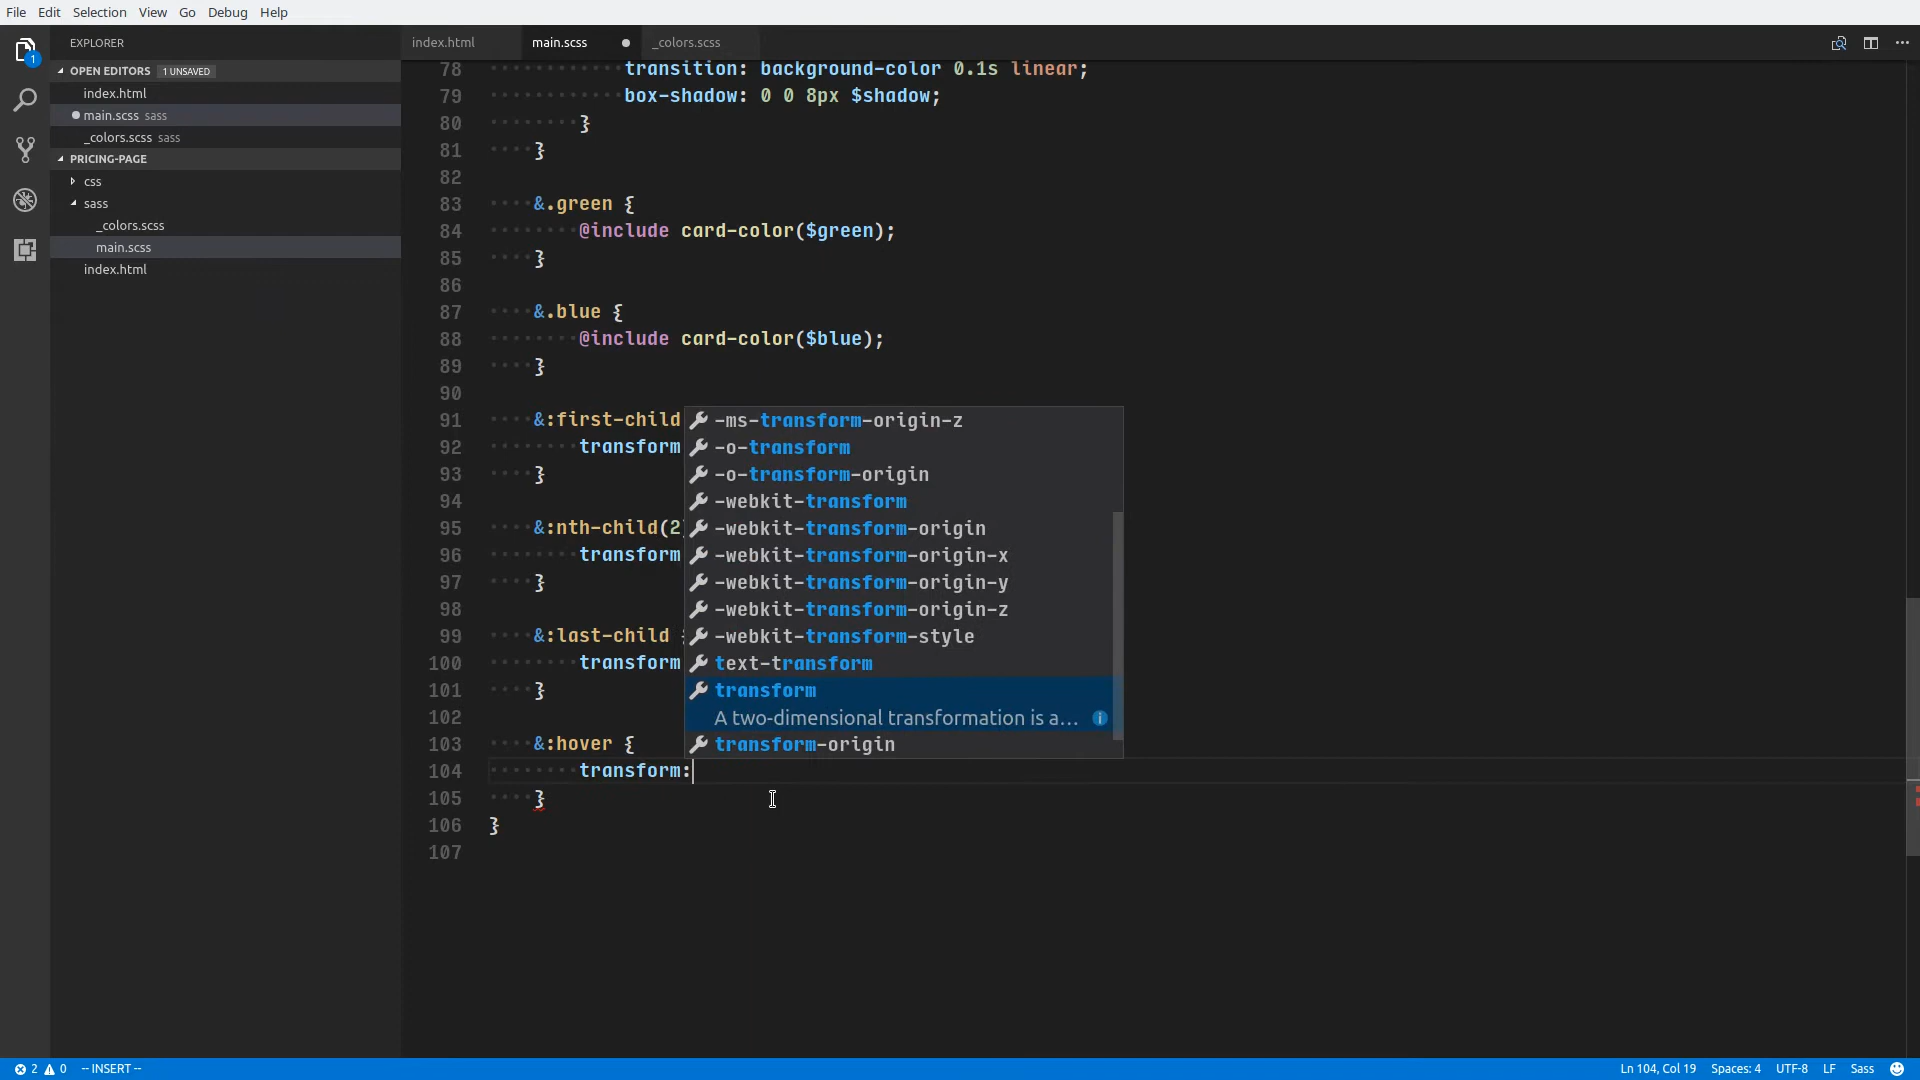 File Edit Selection View Go Debug Help
EXPLORER
OPEN EDITORS 1 UNSAVED
index.html
main.scss sass
_colors.scss sass
PRICING-PAGE
css
sass
_colors.scss
main.scss
index.html
1
index.html main.scss _colors.scss
78 transition: background-color 0.1s linear;
79 box-shadow: 0 0 8px $shadow;
80 }
81 }
82
83 &.green {
84 @include card-color($green);
85 }
86
87 &.blue {
88 @include card-color($blue);
89 }
90
91 &:first-child
92 transform
93 }
94
95 &:nth-child(2)
96 transform
97 }
98
99 &:last-child {
100 transform
101 }
102
103 &:hover {
104 transform:
105 }
106 }
107
-ms-transform-origin-z
-o-transform
-o-transform-origin
-webkit-transform
-webkit-transform-origin
-webkit-transform-origin-x
-webkit-transform-origin-y
-webkit-transform-origin-z
-webkit-transform-style
text-transform
transform
A two-dimensional transformation is a...
transform-origin
2 0 -- INSERT -- Ln 104, Col 19 Spaces: 4 UTF-8 LF Sass